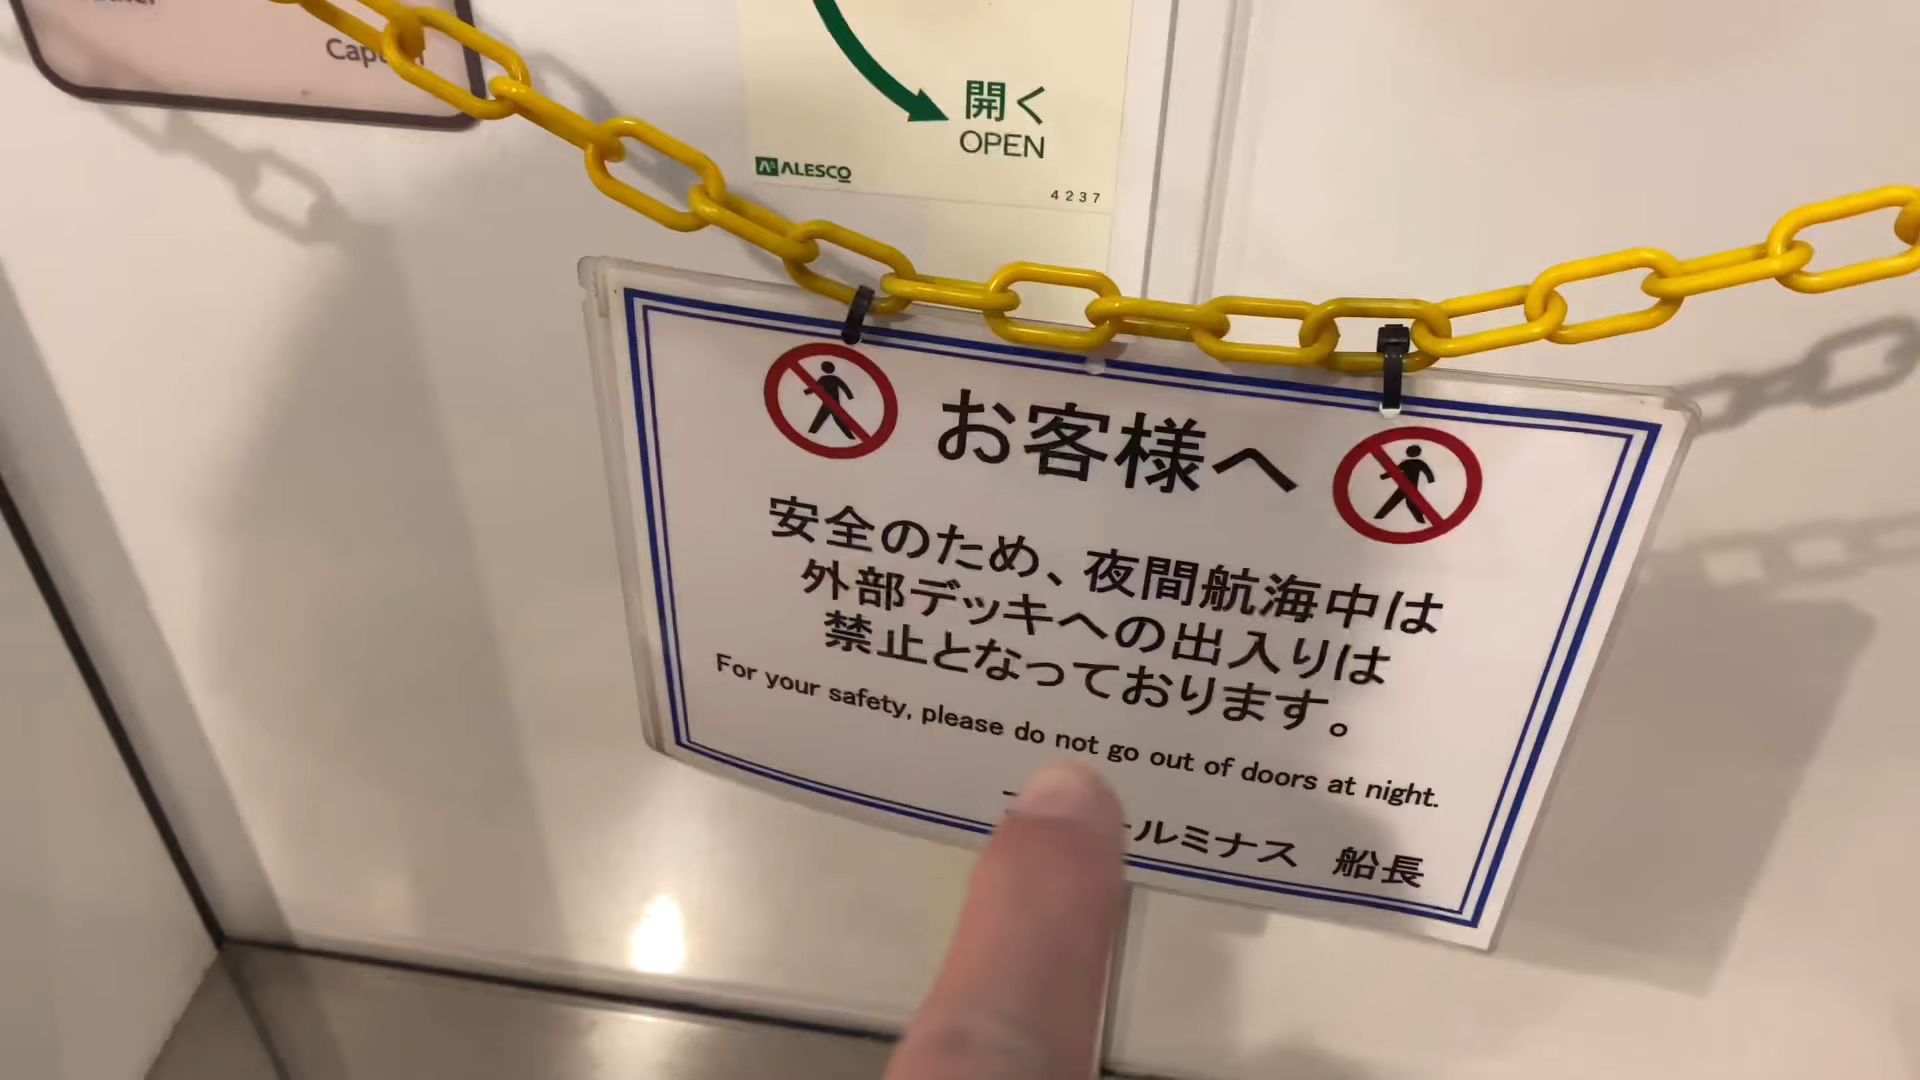 Cap
開く
OPEN
ALESCO
4237
お客様へ
安全のため、夜間航海中は
外部デッキへの出入りは
禁止となっております。
For your safety, please do not go out of doors at night.
ルミナス 船長